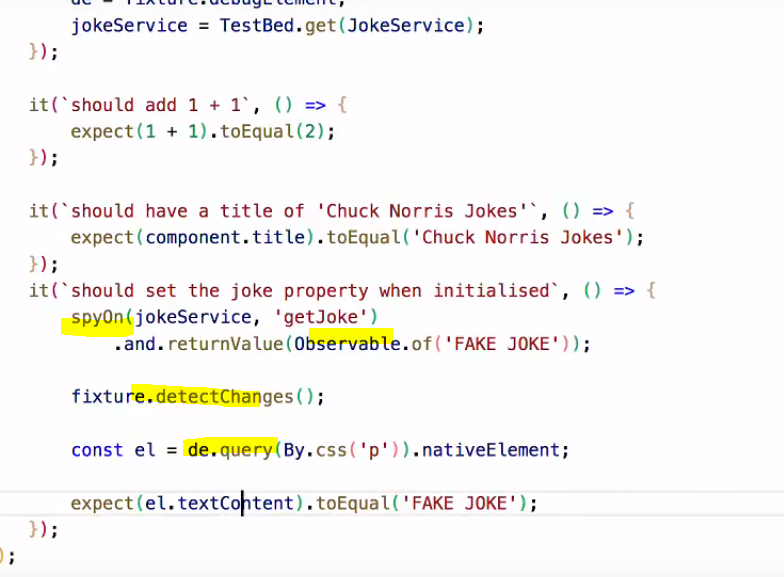 de = fixture.debugElement;
jokeService = TestBed.get(JokeService);
});
it(`should add 1 + 1`, () => {
expect(1 + 1).toEqual(2);
});
it(`should have a title of 'Chuck Norris Jokes'`, () => {
expect(component.title).toEqual('Chuck Norris Jokes');
});
it(`should set the joke property when initialised`, () => {
spyOn(jokeService, 'getJoke')
.and.returnValue(Observable.of('FAKE JOKE'));
fixture.detectChanges();
const el = de.query(By.css('p')).nativeElement;
expect(el.textContent).toEqual('FAKE JOKE');
});
);